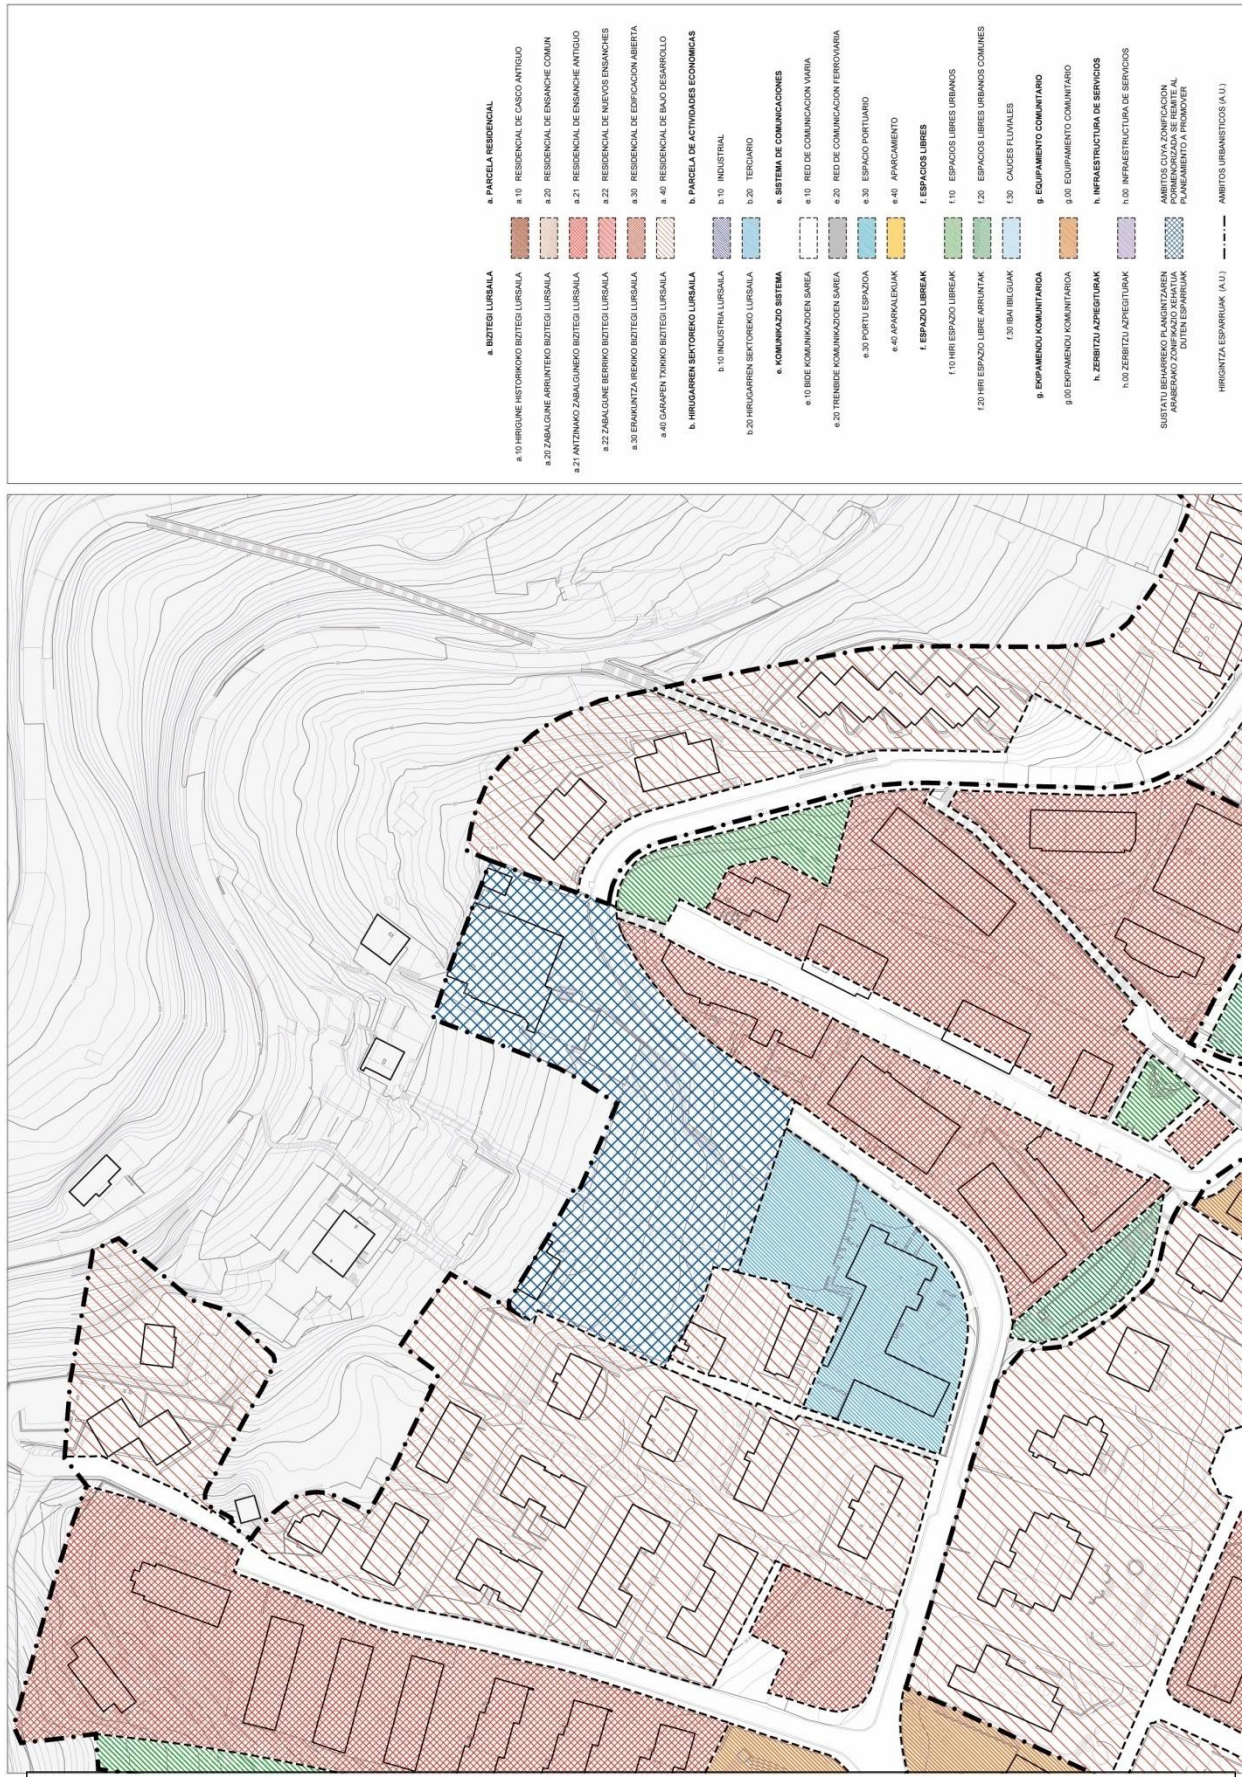 a. BIZITEGI LURSAILA
a. PARCELA RESIDENCIAL
a.10 HIRIGUNE HISTORIKOKO BIZITEGI LURSAILA
a.10 RESIDENCIAL DE CASCO ANTIGUO
a.20 ZABALGUNE ARRUNTEKO BIZITEGI LURSAILA
a.20 RESIDENCIAL DE ENSANCHE COMUN
a.21 ANTZINAKO ZABALGUNEKO BIZITEGI LURSAILA
a.21 RESIDENCIAL DE ENSANCHE ANTIGUO
a.22 ZABALGUNE BERRIKO BIZITEGI LURSAILA
a.22 RESIDENCIAL DE NUEVOS ENSANCHES
a.30 ERAIKUNTZA IREKIKO BIZITEGI LURSAILA
a.30 RESIDENCIAL DE EDIFICACION ABIERTA
a.40 GARAPEN TXIKIKO BIZITEGI LURSAILA
a. 40 RESIDENCIAL DE BAJO DESARROLLO
b. HIRUGARREN SEKTOREKO LURSAILA
b. PARCELA DE ACTIVIDADES ECONOMICAS
b.10 INDUSTRIA LURSAILA
b.10 INDUSTRIAL
b.20 HIRUGARREN SEKTOREKO LURSAILA
b.20 TERCIARIO
e. KOMUNIKAZIO SISTEMA
e. SISTEMA DE COMUNICACIONES
e.10 BIDE KOMUNIKAZIOEN SAREA
e.10 RED DE COMUNICACION VIARIA
e.20 TRENBIDE KOMUNIKAZIOEN SAREA
e.20 RED DE COMUNICACION FERROVIARIA
e.30 PORTU ESPAZIOA
e.30 ESPACIO PORTUARIO
e.40 APARKALEKUAK
e.40 APARCAMIENTO
f. ESPAZIO LIBREAK
f. ESPACIOS LIBRES
f.10 HIRI ESPAZIO LIBREAK
f.10 ESPACIOS LIBRES URBANOS
f.20 HIRI ESPAZIO LIBRE ARRUNTAK
f.20 ESPACIOS LIBRES URBANOS COMUNES
f.30 IBAI IBILGUAK
f.30 CAUCES FLUVIALES
g. EKIPAMENDU KOMUNITARIOA
g. EQUIPAMIENTO COMUNITARIO
g.00 EKIPAMENDU KOMUNITARIOA
g.00 EQUIPAMIENTO COMUNITARIO
h. ZERBITZU AZPIEGITURAK
h. INFRAESTRUCTURA DE SERVICIOS
h.00 ZERBITZU AZPIEGITURAK
h.00 INFRAESTRUCTURA DE SERVICIOS
SUSTATU BEHARREKO PLANGINTZAREN
ARABERAKO ZONIFIKAZIO XEHATUA
DUTEN ESPARRUAK
AMBITOS CUYA ZONIFICACION
PORMENORIZADA SE REMITE AL
PLANEAMIENTO A PROMOVER
HIRIGINTZA ESPARRUAK (A.U.)
AMBITOS URBANISTICOS (A.U.)